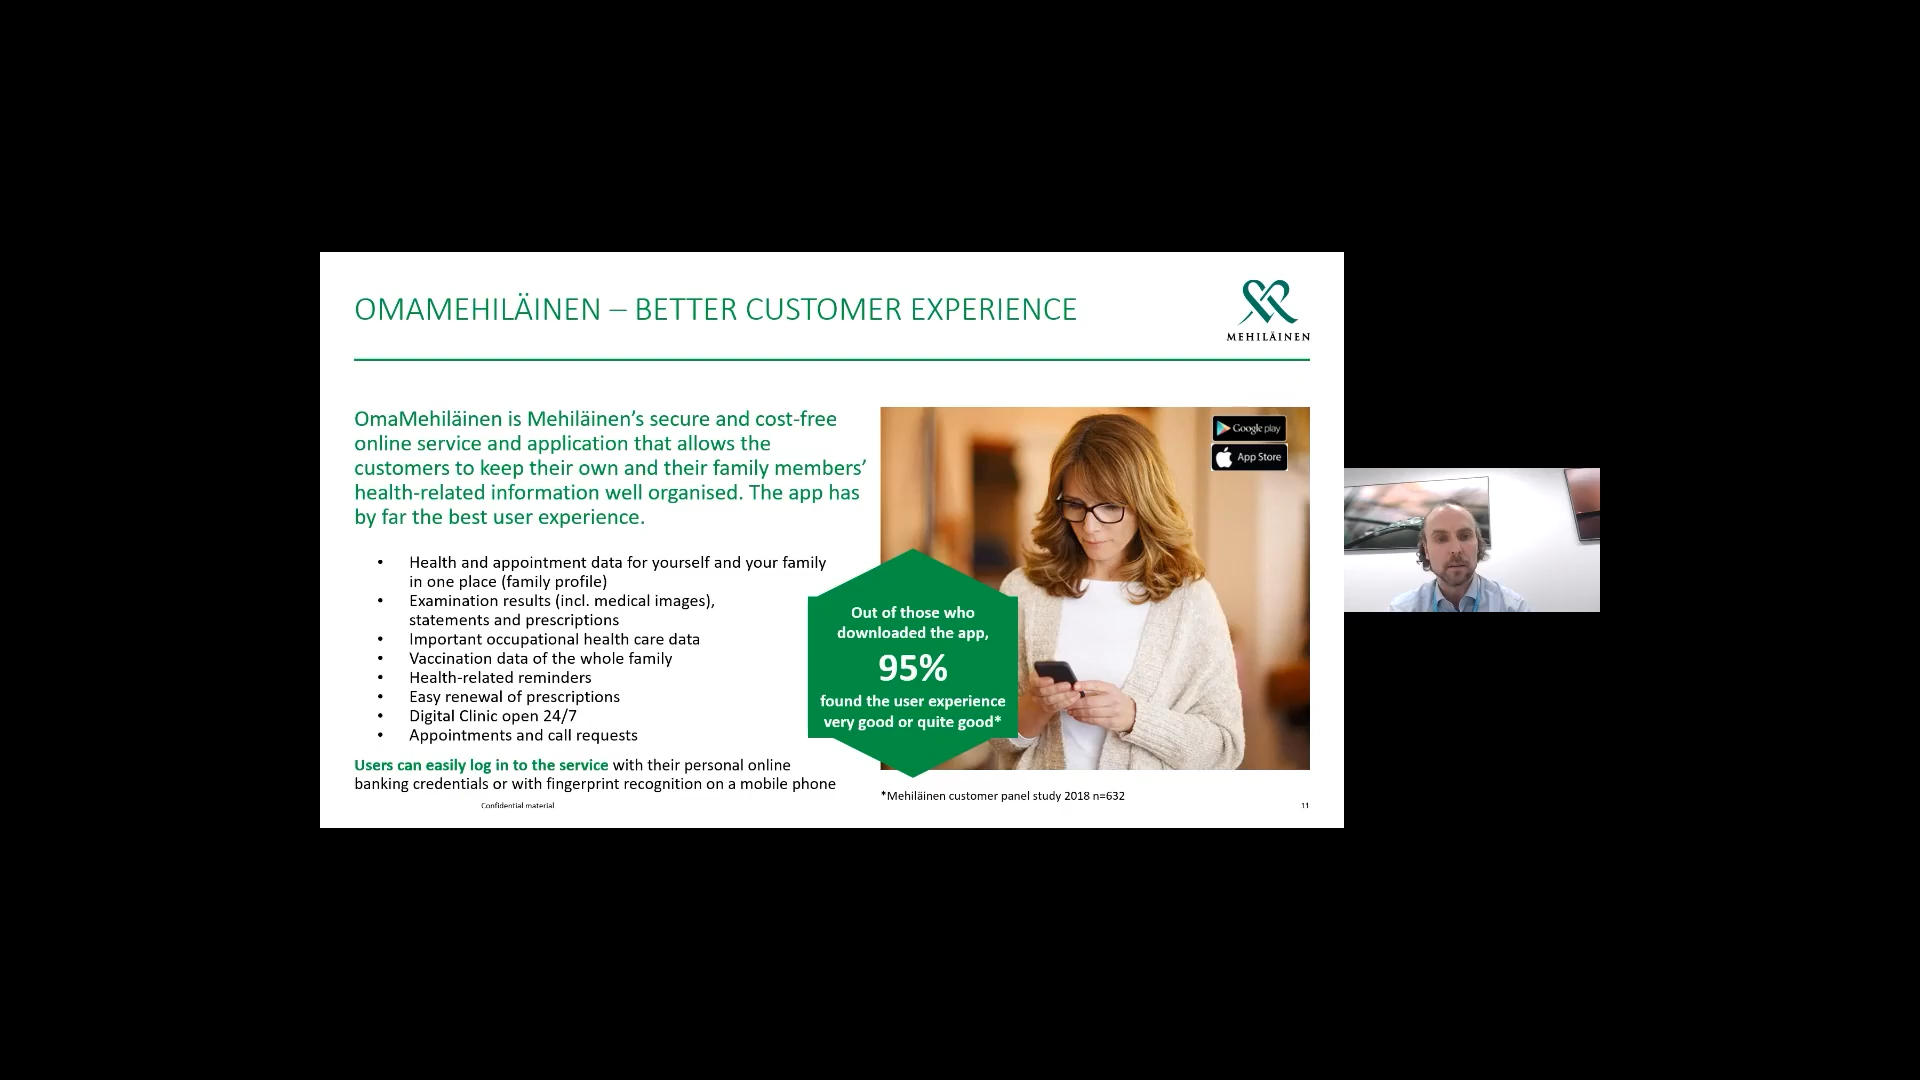 OMAMEHILÄINEN – BETTER CUSTOMER EXPERIENCE
MEHILÄINEN
OmaMehiläinen is Mehiläinen’s secure and cost-free
online service and application that allows the
customers to keep their own and their family members’
health-related information well organised. The app has
by far the best user experience.
• Health and appointment data for yourself and your family
in one place (family profile)
• Examination results (incl. medical images),
statements and prescriptions
• Important occupational health care data
• Vaccination data of the whole family
• Health-related reminders
• Easy renewal of prescriptions
• Digital Clinic open 24/7
• Appointments and call requests
Users can easily log in to the service with their personal online
banking credentials or with fingerprint recognition on a mobile phone
Google play
App Store
Out of those who
downloaded the app,
95%
found the user experience
very good or quite good*
*Mehiläinen customer panel study 2018 n=632
Confidential material
11